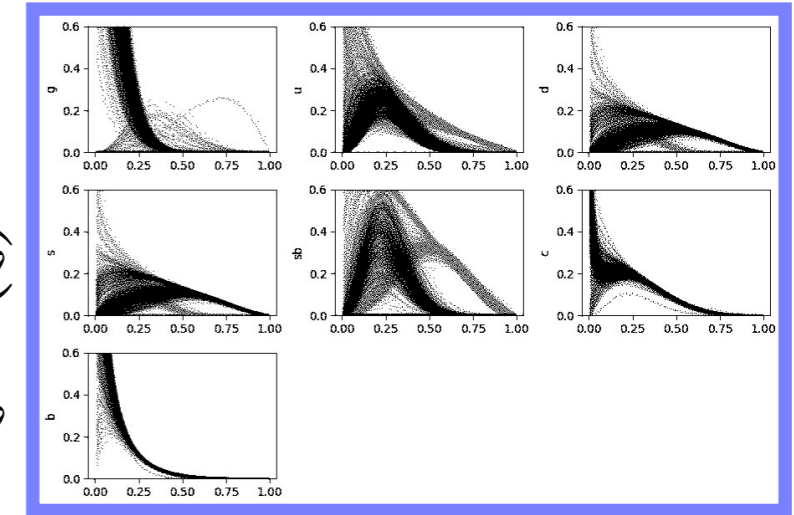 0.6 0.4 0.2 0.0 g 0.00 0.25 0.50 0.75 1.00
0.6 0.4 0.2 0.0 u 0.00 0.25 0.50 0.75 1.00
0.6 0.4 0.2 0.0 d 0.00 0.25 0.50 0.75 1.00
0.6 0.4 0.2 0.0 s 0.00 0.25 0.50 0.75 1.00
0.6 0.4 0.2 0.0 sb 0.00 0.25 0.50 0.75 1.00
0.6 0.4 0.2 0.0 c 0.00 0.25 0.50 0.75 1.00
0.6 0.4 0.2 0.0 b 0.00 0.25 0.50 0.75 1.00